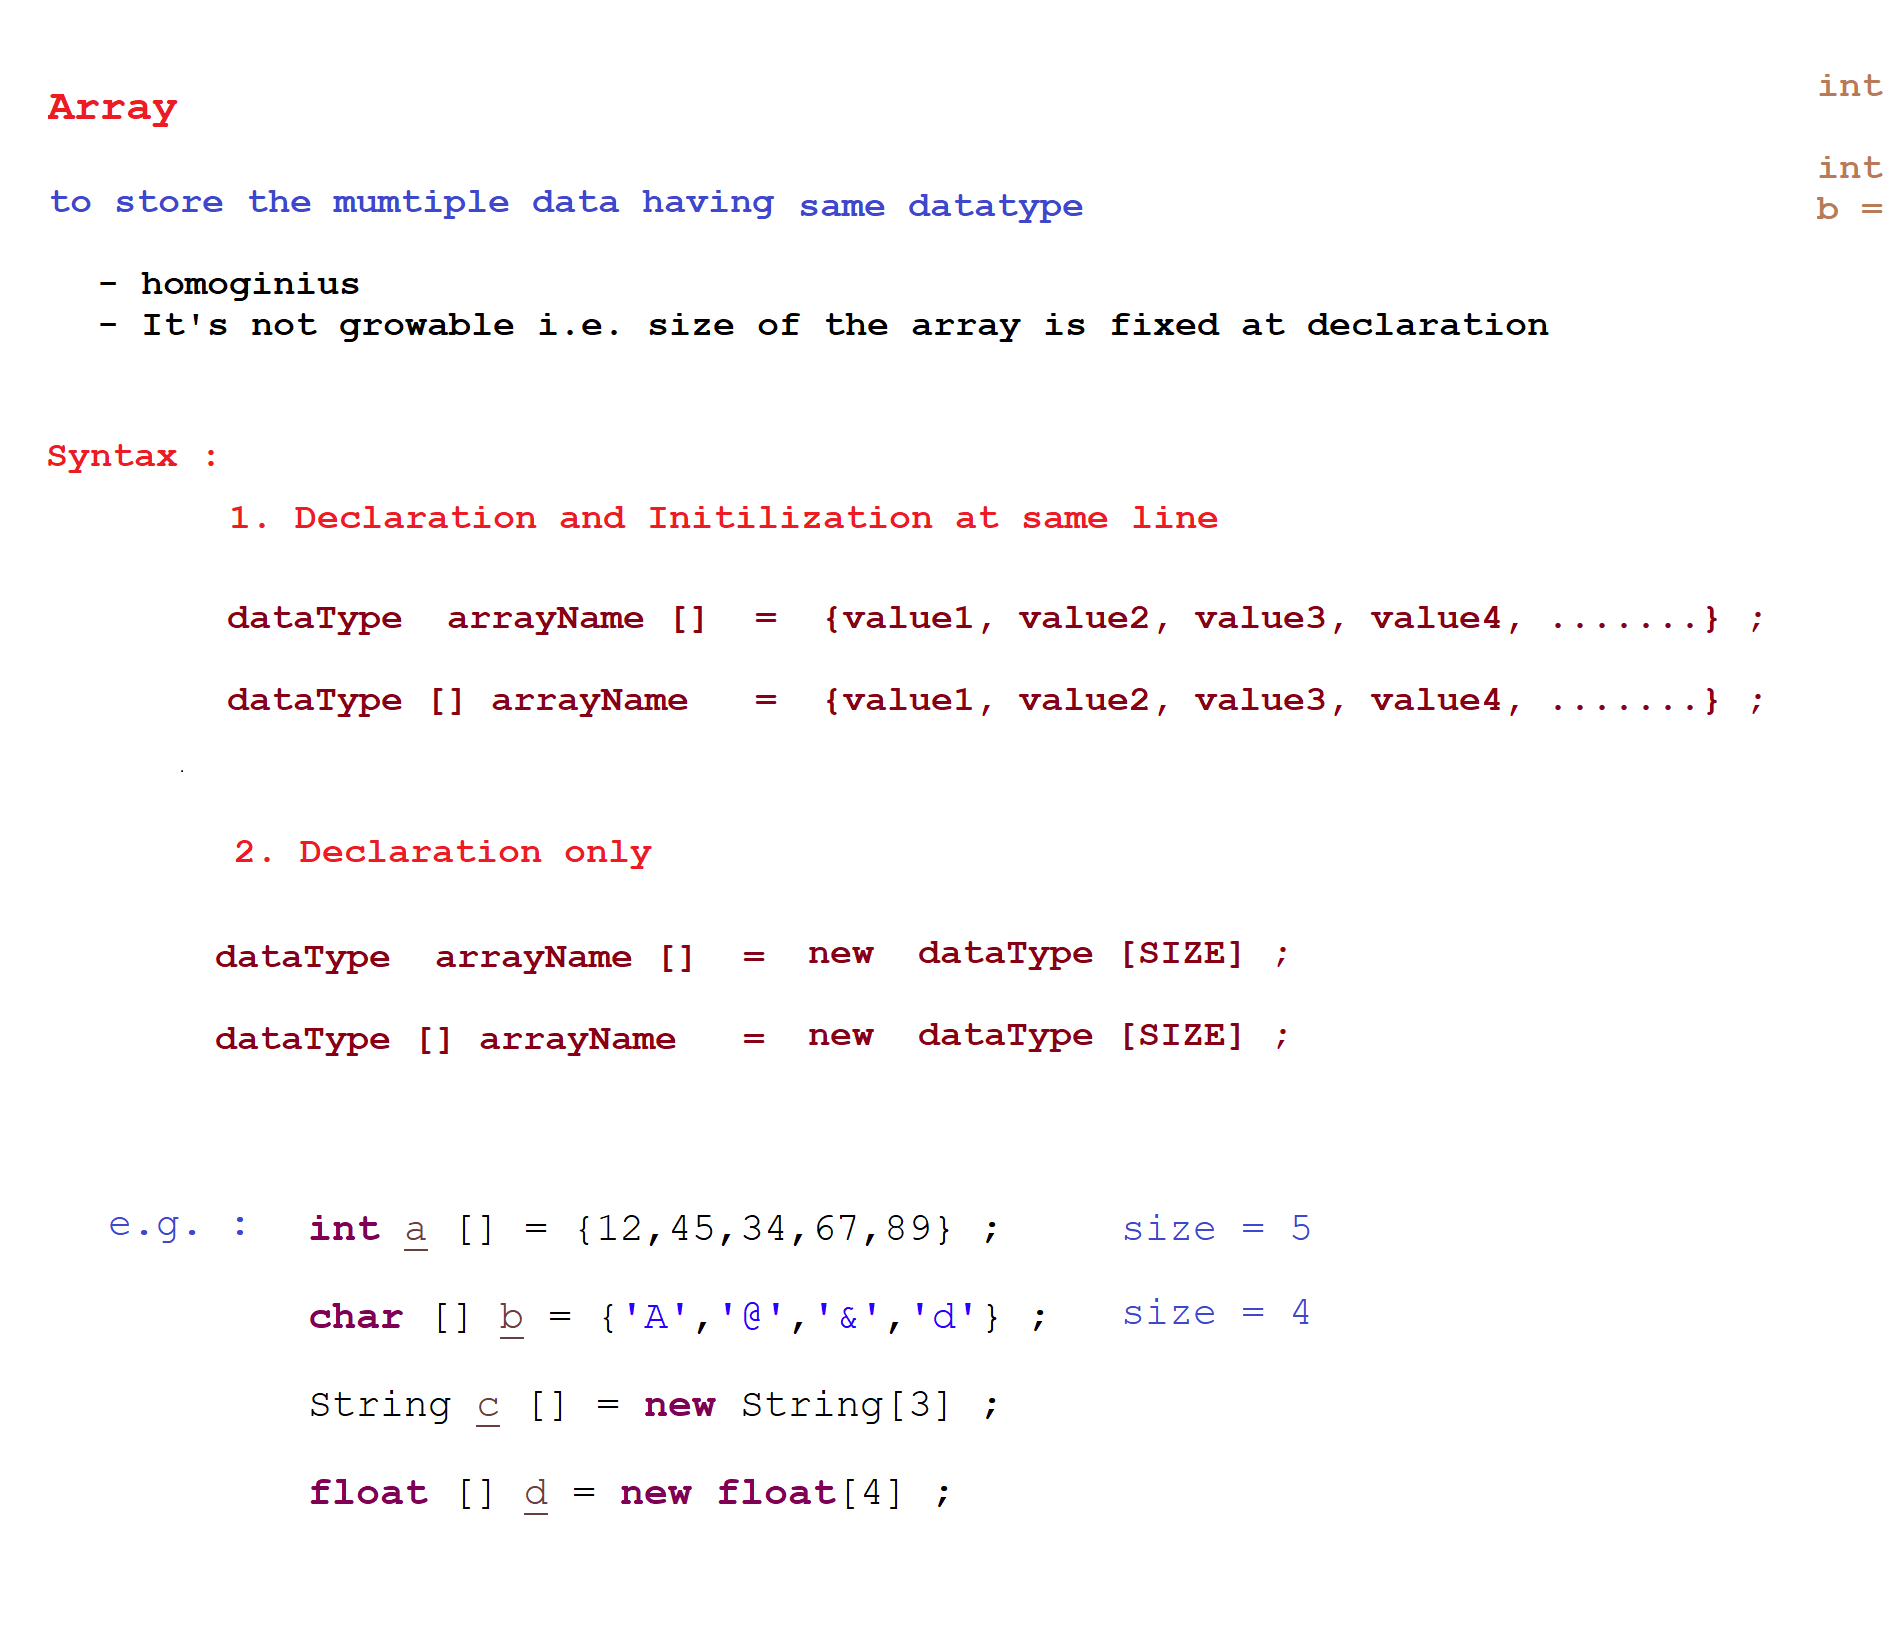 Array
to store the mumtiple data having same datatype
- homoginius
- It's not growable i.e. size of the array is fixed at declaration
Syntax :
1. Declaration and Initilization at same line
dataType  arrayName []  =  {value1, value2, value3, value4, .......} ;
dataType [] arrayName   =  {value1, value2, value3, value4, .......} ;
2. Declaration only
dataType  arrayName []  =  new  dataType [SIZE] ;
dataType [] arrayName   =  new  dataType [SIZE] ;
e.g. :  int a [] = {12,45,34,67,89} ;  size = 5
char [] b = {'A','@','&','d'} ;  size = 4
String c [] = new String[3] ;
float [] d = new float[4] ;
int
int
b =